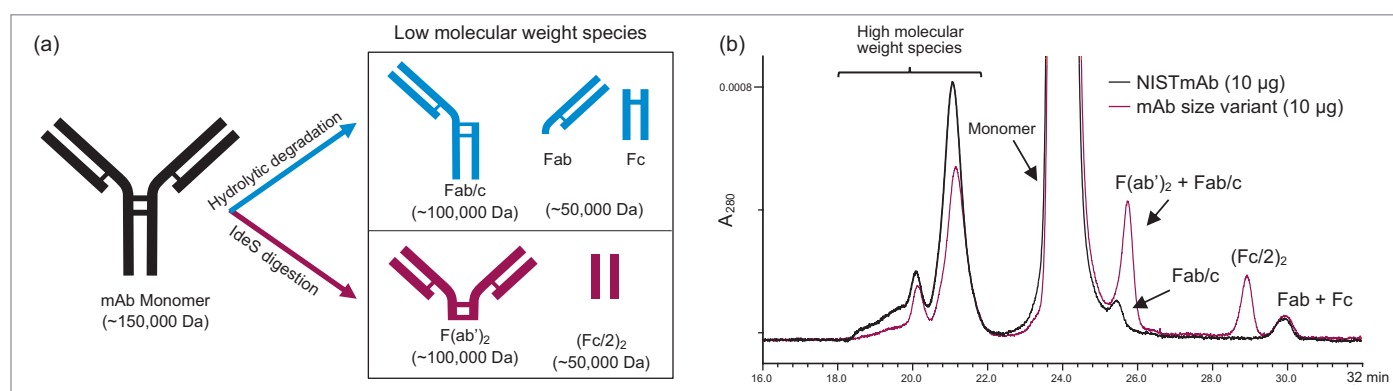 (a)
Low molecular weight species
Hydrolytic degradation
IdeS digestion
mAb Monomer
(~150,000 Da)
Fab/c
(~100,000 Da)
Fab
Fc
(~50,000 Da)
F(ab’)2
(~100,000 Da)
(Fc/2)2
(~50,000 Da)
(b)
High molecular
weight species
NISTmAb (10 µg)
mAb size variant (10 µg)
0.0008
A280
Monomer
F(ab’)2 + Fab/c
Fab/c
(Fc/2)2
Fab + Fc
16.0 18.0 20.0 22.0 24.0 26.0 28.0 30.0 32 min